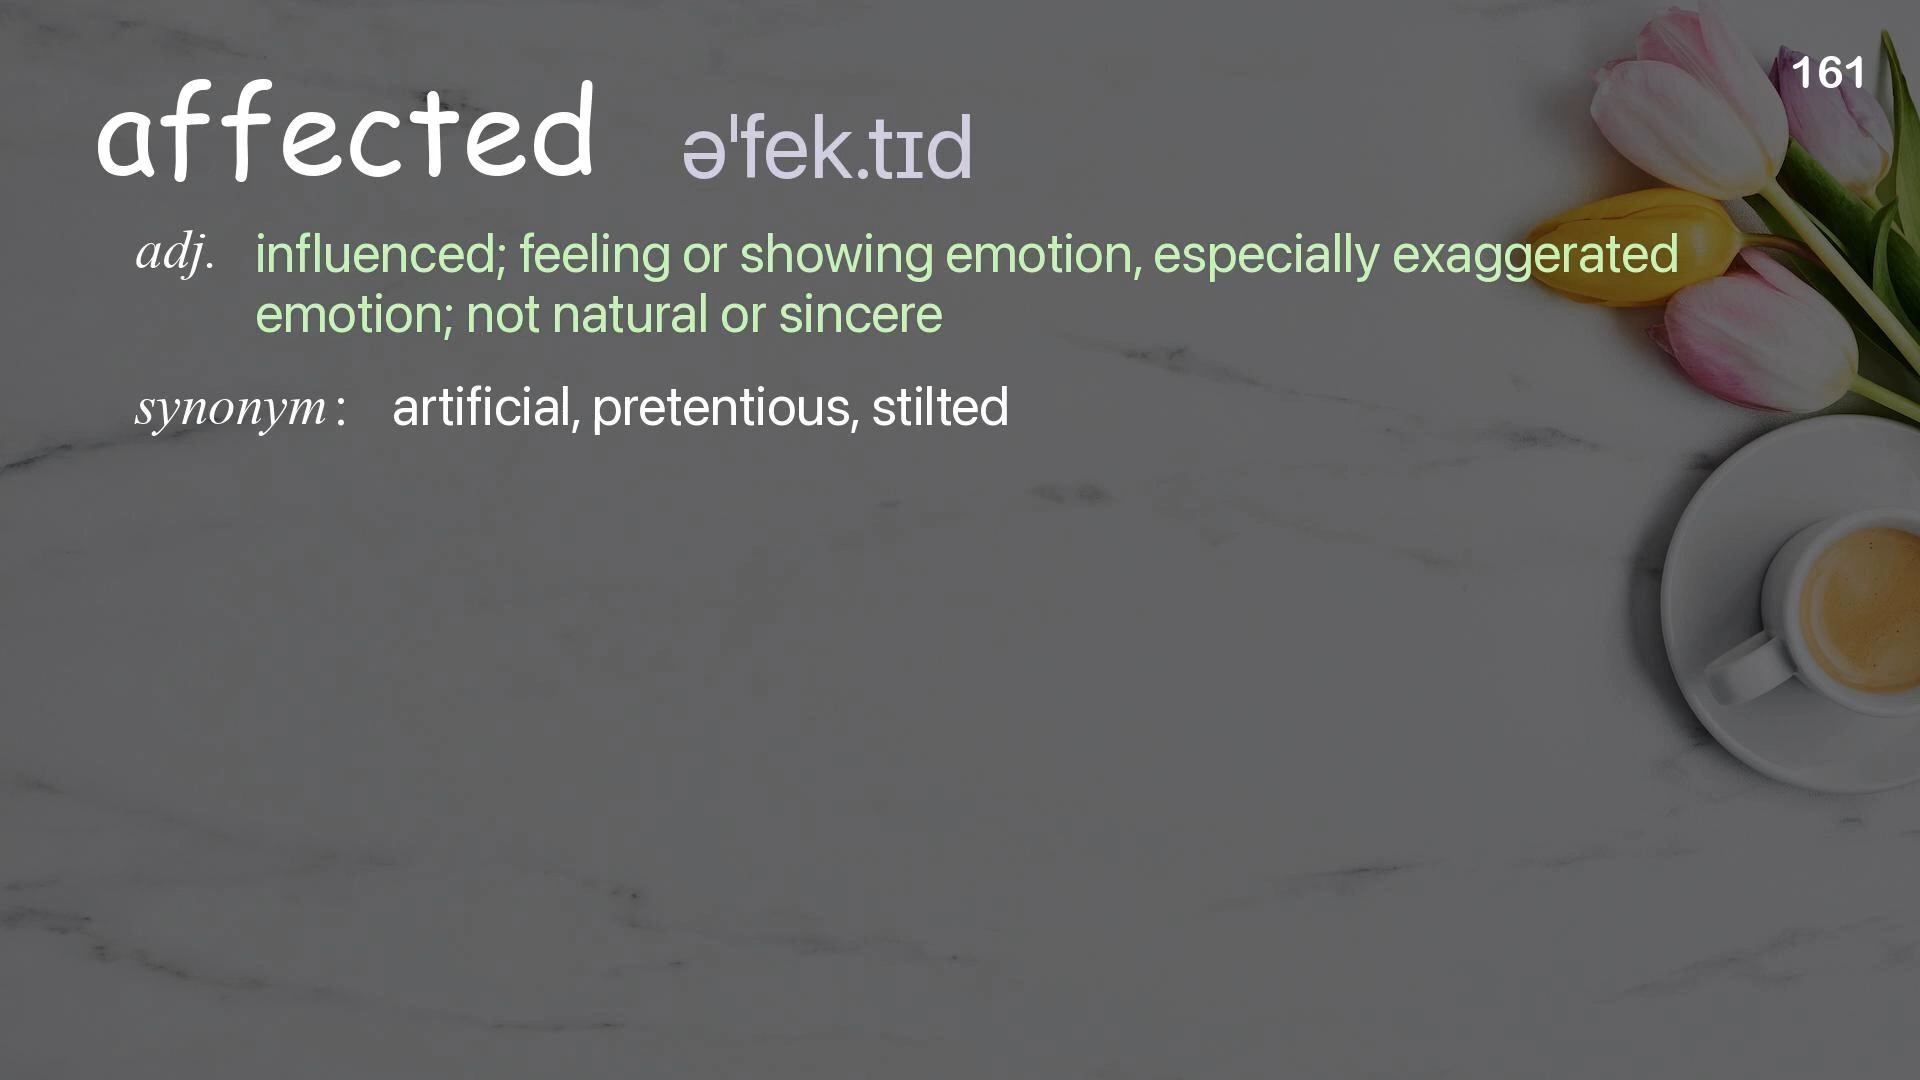 161
affected əˈfek.tɪd
adj. influenced; feeling or showing emotion, especially exaggerated
emotion; not natural or sincere
synonym: artificial, pretentious, stilted